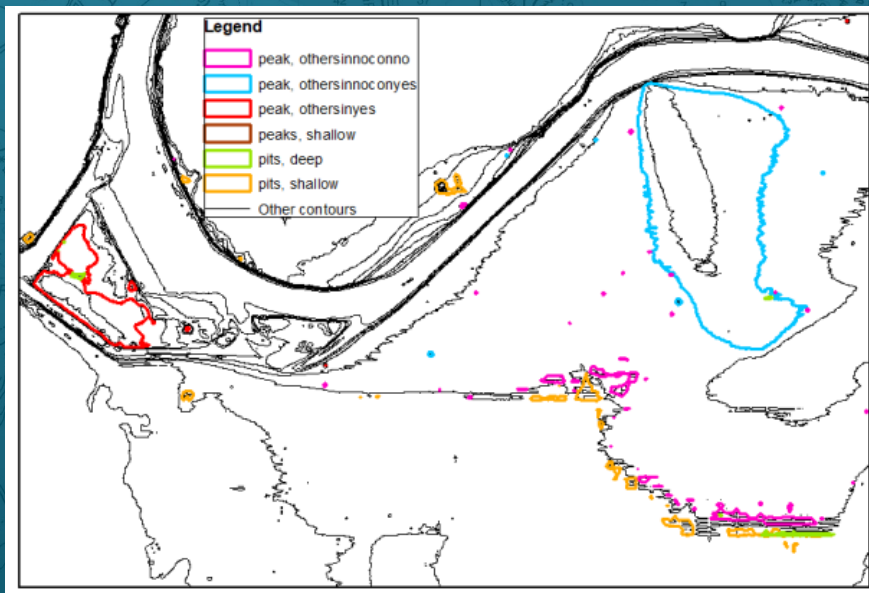 Legend
peak, othersinnoconno
peak, othersinnoconyes
peak, othersinyes
peaks, shallow
pits, deep
pits, shallow
Other contours